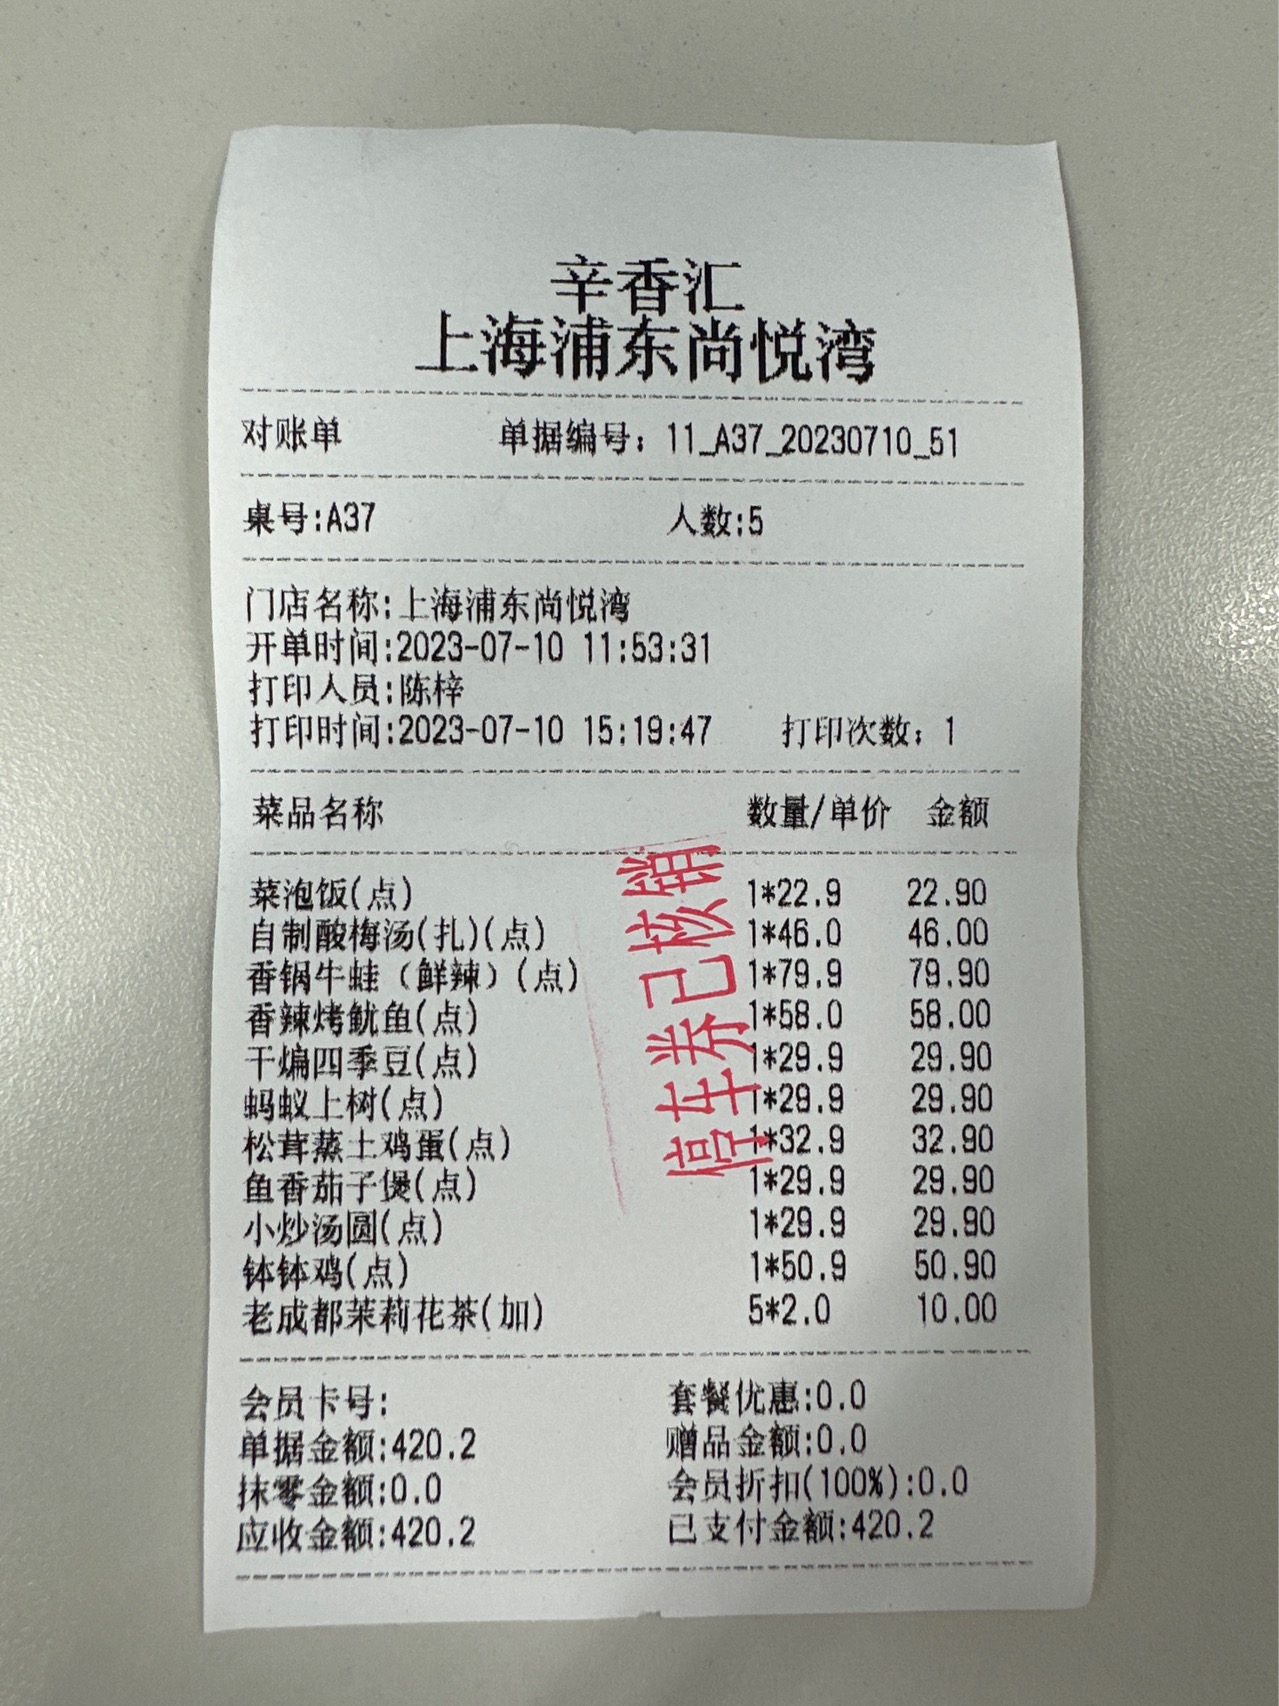 辛香汇
上海浦东尚悦湾
对账单 单据编号：11_A37_20230710_51
桌号:A37 人数:5
门店名称:上海浦东尚悦湾
开单时间:2023-07-10 11:53:31
打印人员:陈梓
打印时间:2023-07-10 15:19:47 打印次数：1
菜品名称 数量/单价 金额
菜泡饭(点) 1*22.9 22.90
自制酸梅汤(扎)(点) 1*46.0 46.00
香锅牛蛙（鲜辣）(点) 1*79.9 79.90
香辣烤鱿鱼(点) 1*58.0 58.00
干煸四季豆(点) 1*29.9 29.90
蚂蚁上树(点) 1*29.9 29.90
松茸蒸土鸡蛋(点) 1*32.9 32.90
鱼香茄子煲(点) 1*29.9 29.90
小炒汤圆(点) 1*29.9 29.90
钵钵鸡(点) 1*50.9 50.90
老成都茉莉花茶(加) 5*2.0 10.00
停车券已核销
会员卡号: 套餐优惠:0.0
单据金额:420.2 赠品金额:0.0
抹零金额:0.0 会员折扣(100%):0.0
应收金额:420.2 已支付金额:420.2